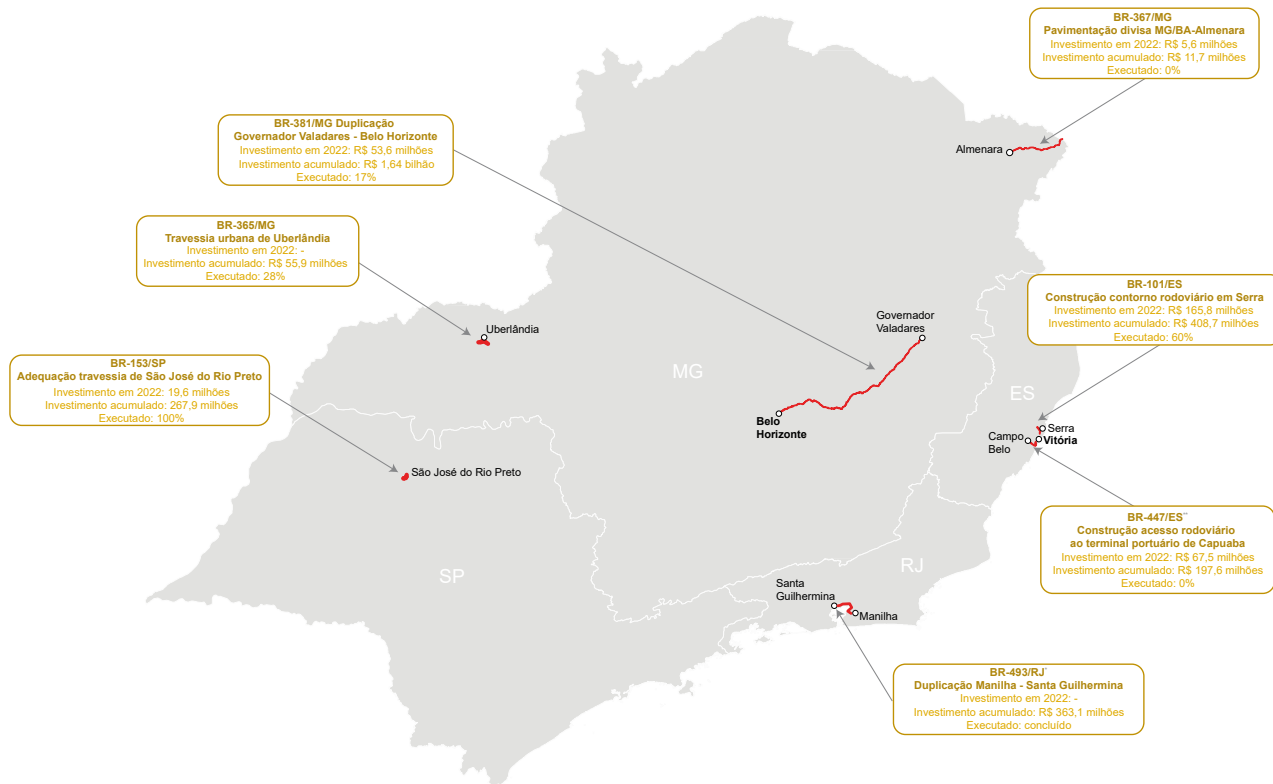 BR-367/MG
Pavimentação divisa MG/BA-Almenara
Investimento em 2022: R$ 5,6 milhões
Investimento acumulado: R$ 11,7 milhões
Executado: 0%
BR-381/MG Duplicação
Governador Valadares - Belo Horizonte
Investimento em 2022: R$ 53,6 milhões
Investimento acumulado: R$ 1,64 bilhão
Executado: 17%
Almenara
BR-365/MG
Travessia urbana de Uberlândia
Investimento em 2022: -
Investimento acumulado: R$ 55,9 milhões
Executado: 28%
BR-101/ES
Construção contorno rodoviário em Serra
Investimento em 2022: R$ 165,8 milhões
Investimento acumulado: R$ 408,7 milhões
Executado: 60%
Uberlândia
Governador
Valadares
BR-153/SP
Adequação travessia de São José do Rio Preto
Investimento em 2022: 19,6 milhões
Investimento acumulado: 267,9 milhões
Executado: 100%
MG
ES
Belo
Horizonte
Serra
Vitória
Campo
Belo
São José do Rio Preto
BR-447/ES**
Construção acesso rodoviário
ao terminal portuário de Capuaba
Investimento em 2022: R$ 67,5 milhões
Investimento acumulado: R$ 197,6 milhões
Executado: 0%
SP
RJ
Santa
Guilhermina
Manilha
BR-493/RJ*
Duplicação Manilha - Santa Guilhermina
Investimento em 2022: -
Investimento acumulado: R$ 363,1 milhões
Executado: concluído